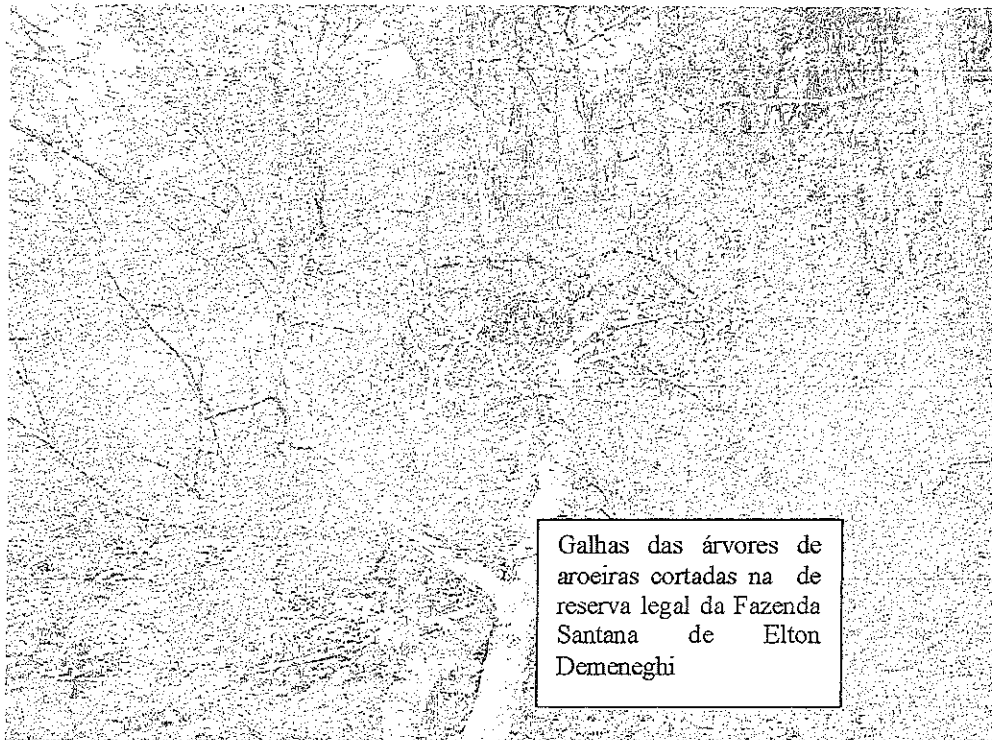 Galhas das árvores de
aroeiras cortadas na de
reserva legal da Fazenda
Santana de Elton
Demeneghi